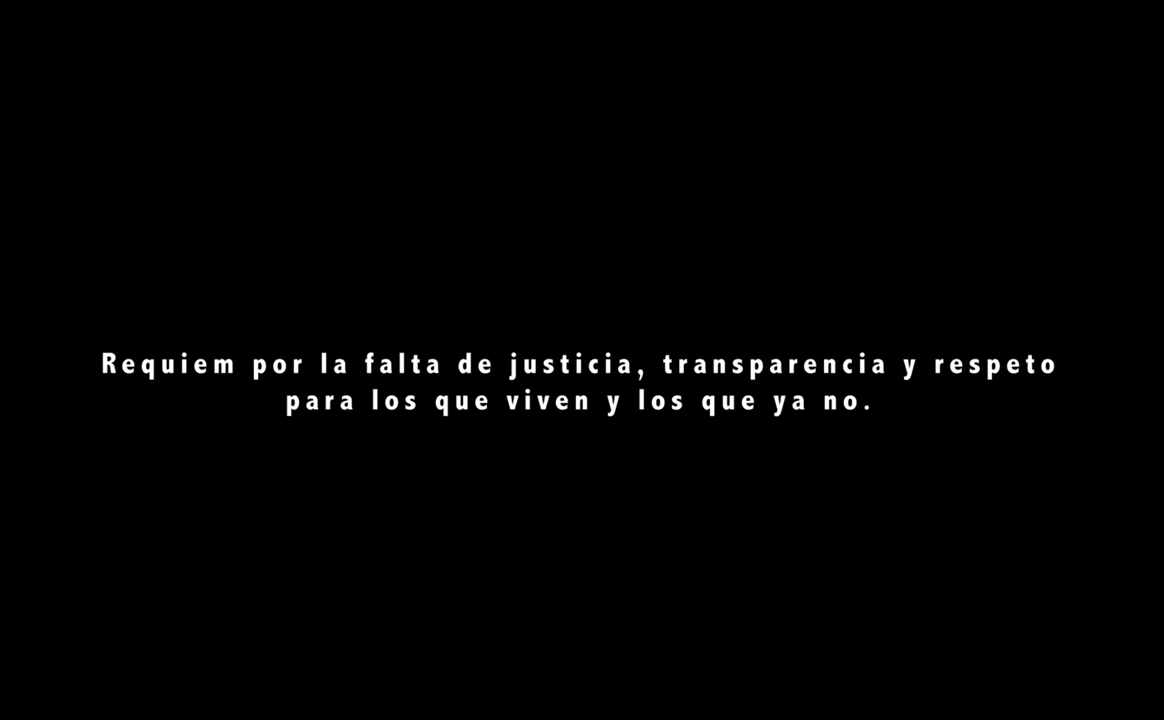 Requiem por la falta de justicia, transparencia y respeto
para los que viven y los que ya no.